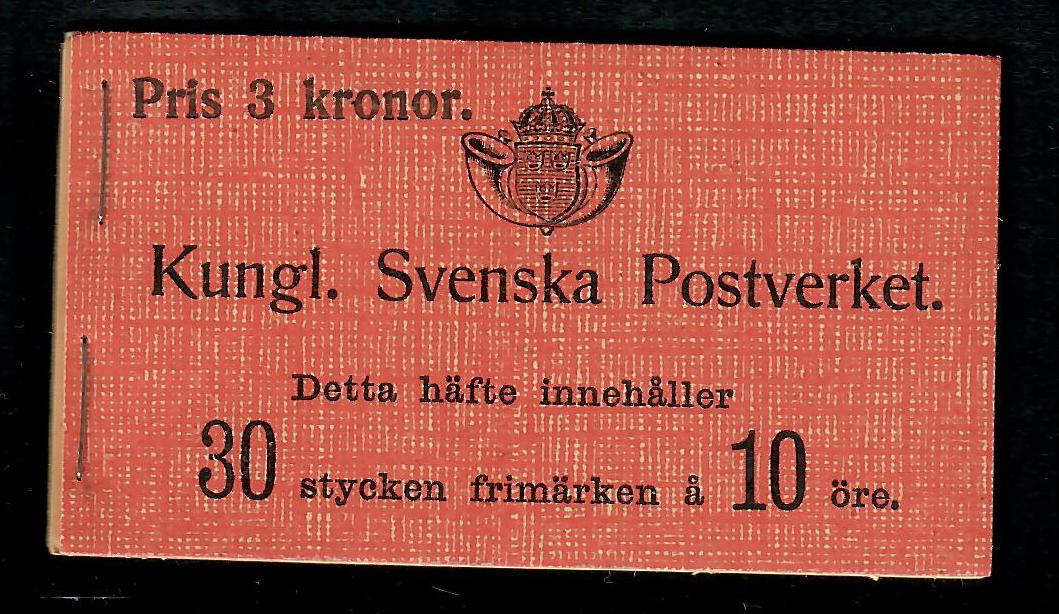 Pris 3 kronor.
Kungl. Svenska Postverket.
Detta häfte innehåller
30 stycken frimärken å 10 öre.